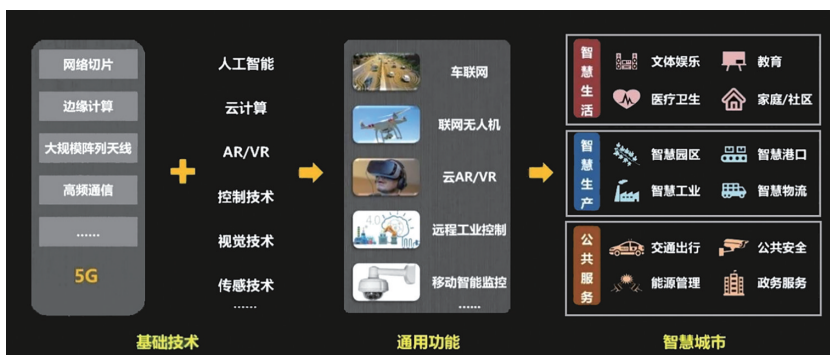 网络切片
边缘计算
大规模阵列天线
高频通信
......
5G
人工智能
云计算
AR/VR
控制技术
视觉技术
传感技术
......
基础技术
车联网
联网无人机
云AR/VR
4.0
远程工业控制
移动智能监控
......
通用功能
智慧生活
文体娱乐
教育
医疗卫生
家庭/社区
智慧生产
智慧园区
智慧港口
智慧工业
智慧物流
公共服务
交通出行
公共安全
能源管理
政务服务
智慧城市